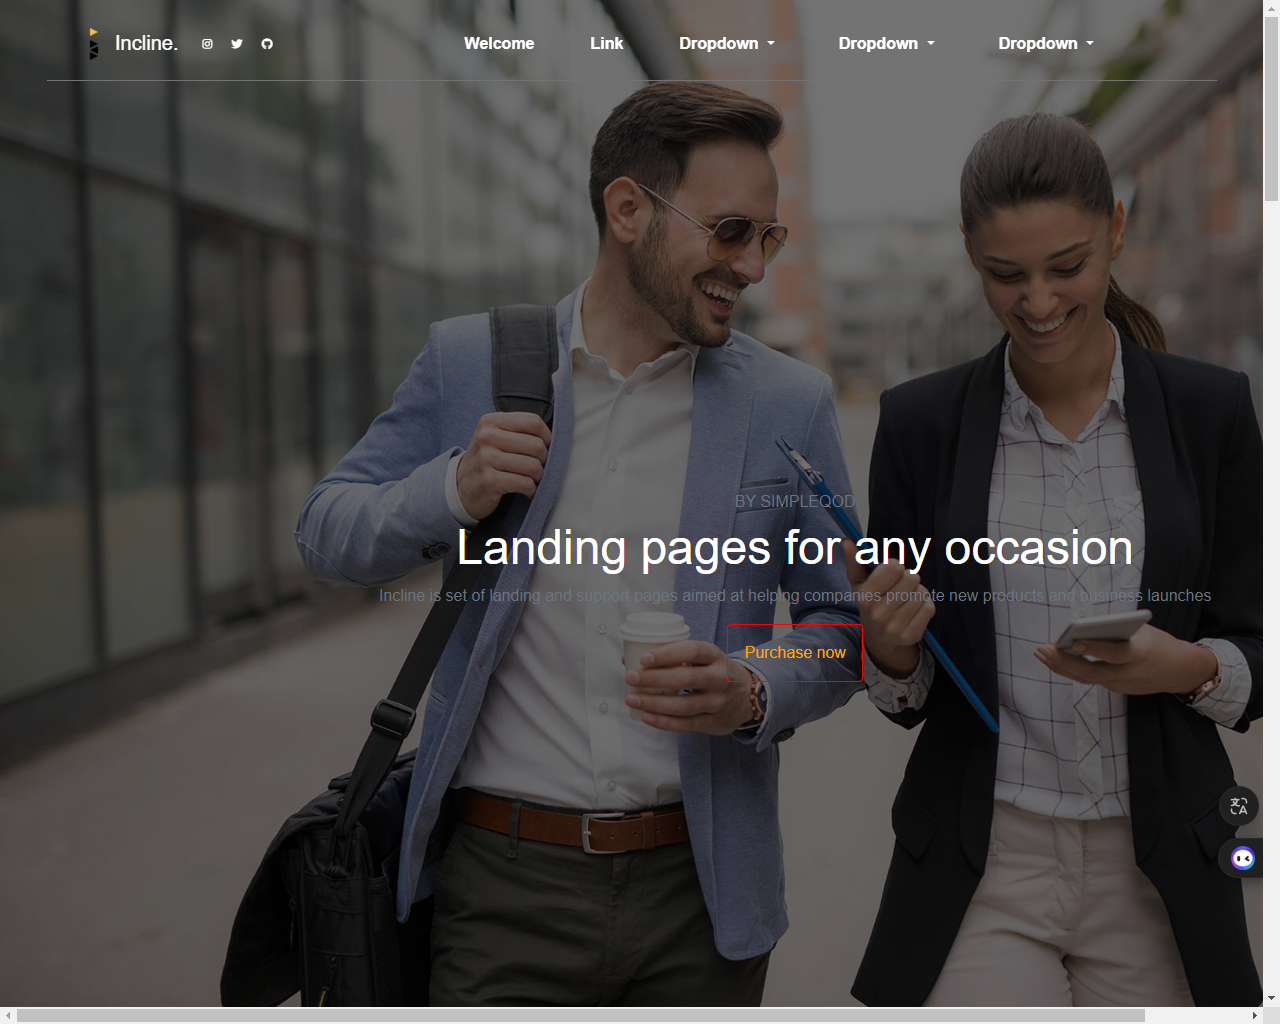 Incline.
Welcome
Link
Dropdown
Dropdown
Dropdown
BY SIMPLEQOD
Landing pages for any occasion
Incline is set of landing and support pages aimed at helping companies promote new products and business launches
Purchase now